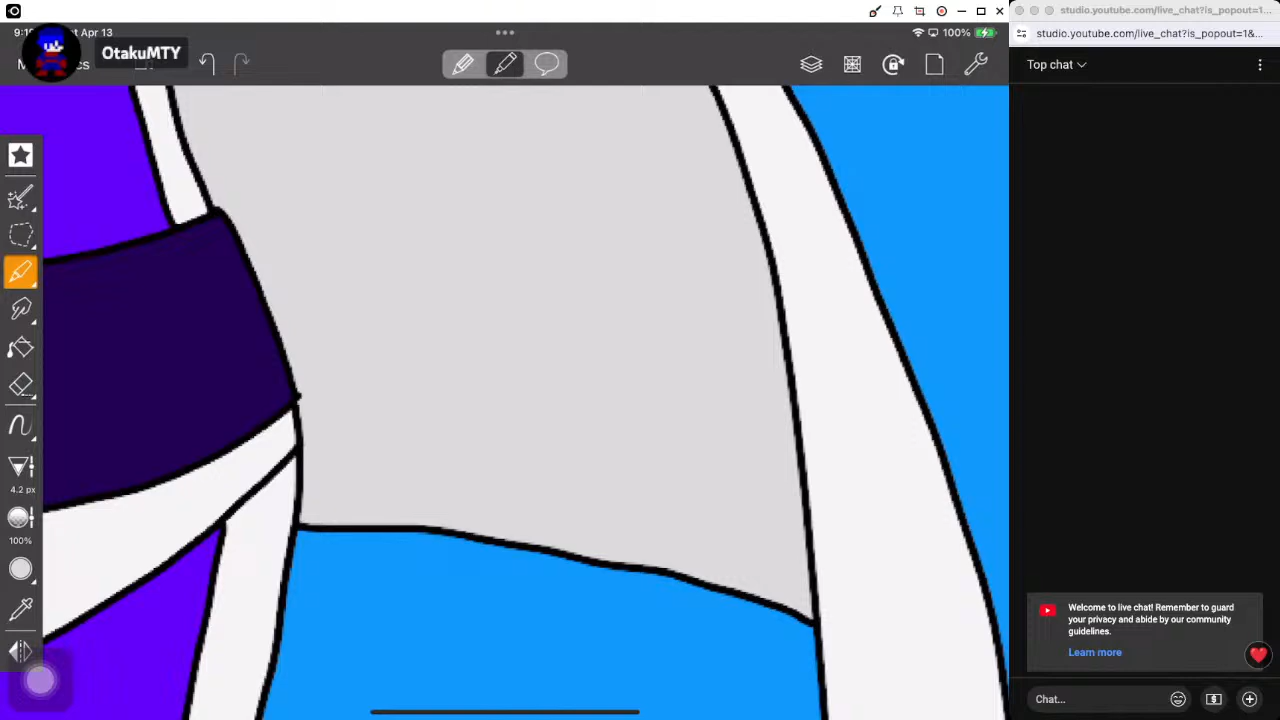 studio.youtube.com/live_chat?is_popout=1...
studio.youtube.com/live_chat?is_popout=1&...
100%
OtakuMTY
Top chat
4.2 px
100%
Welcome to live chat! Remember to guard
your privacy and abide by our community
guidelines.
Learn more
Chat...